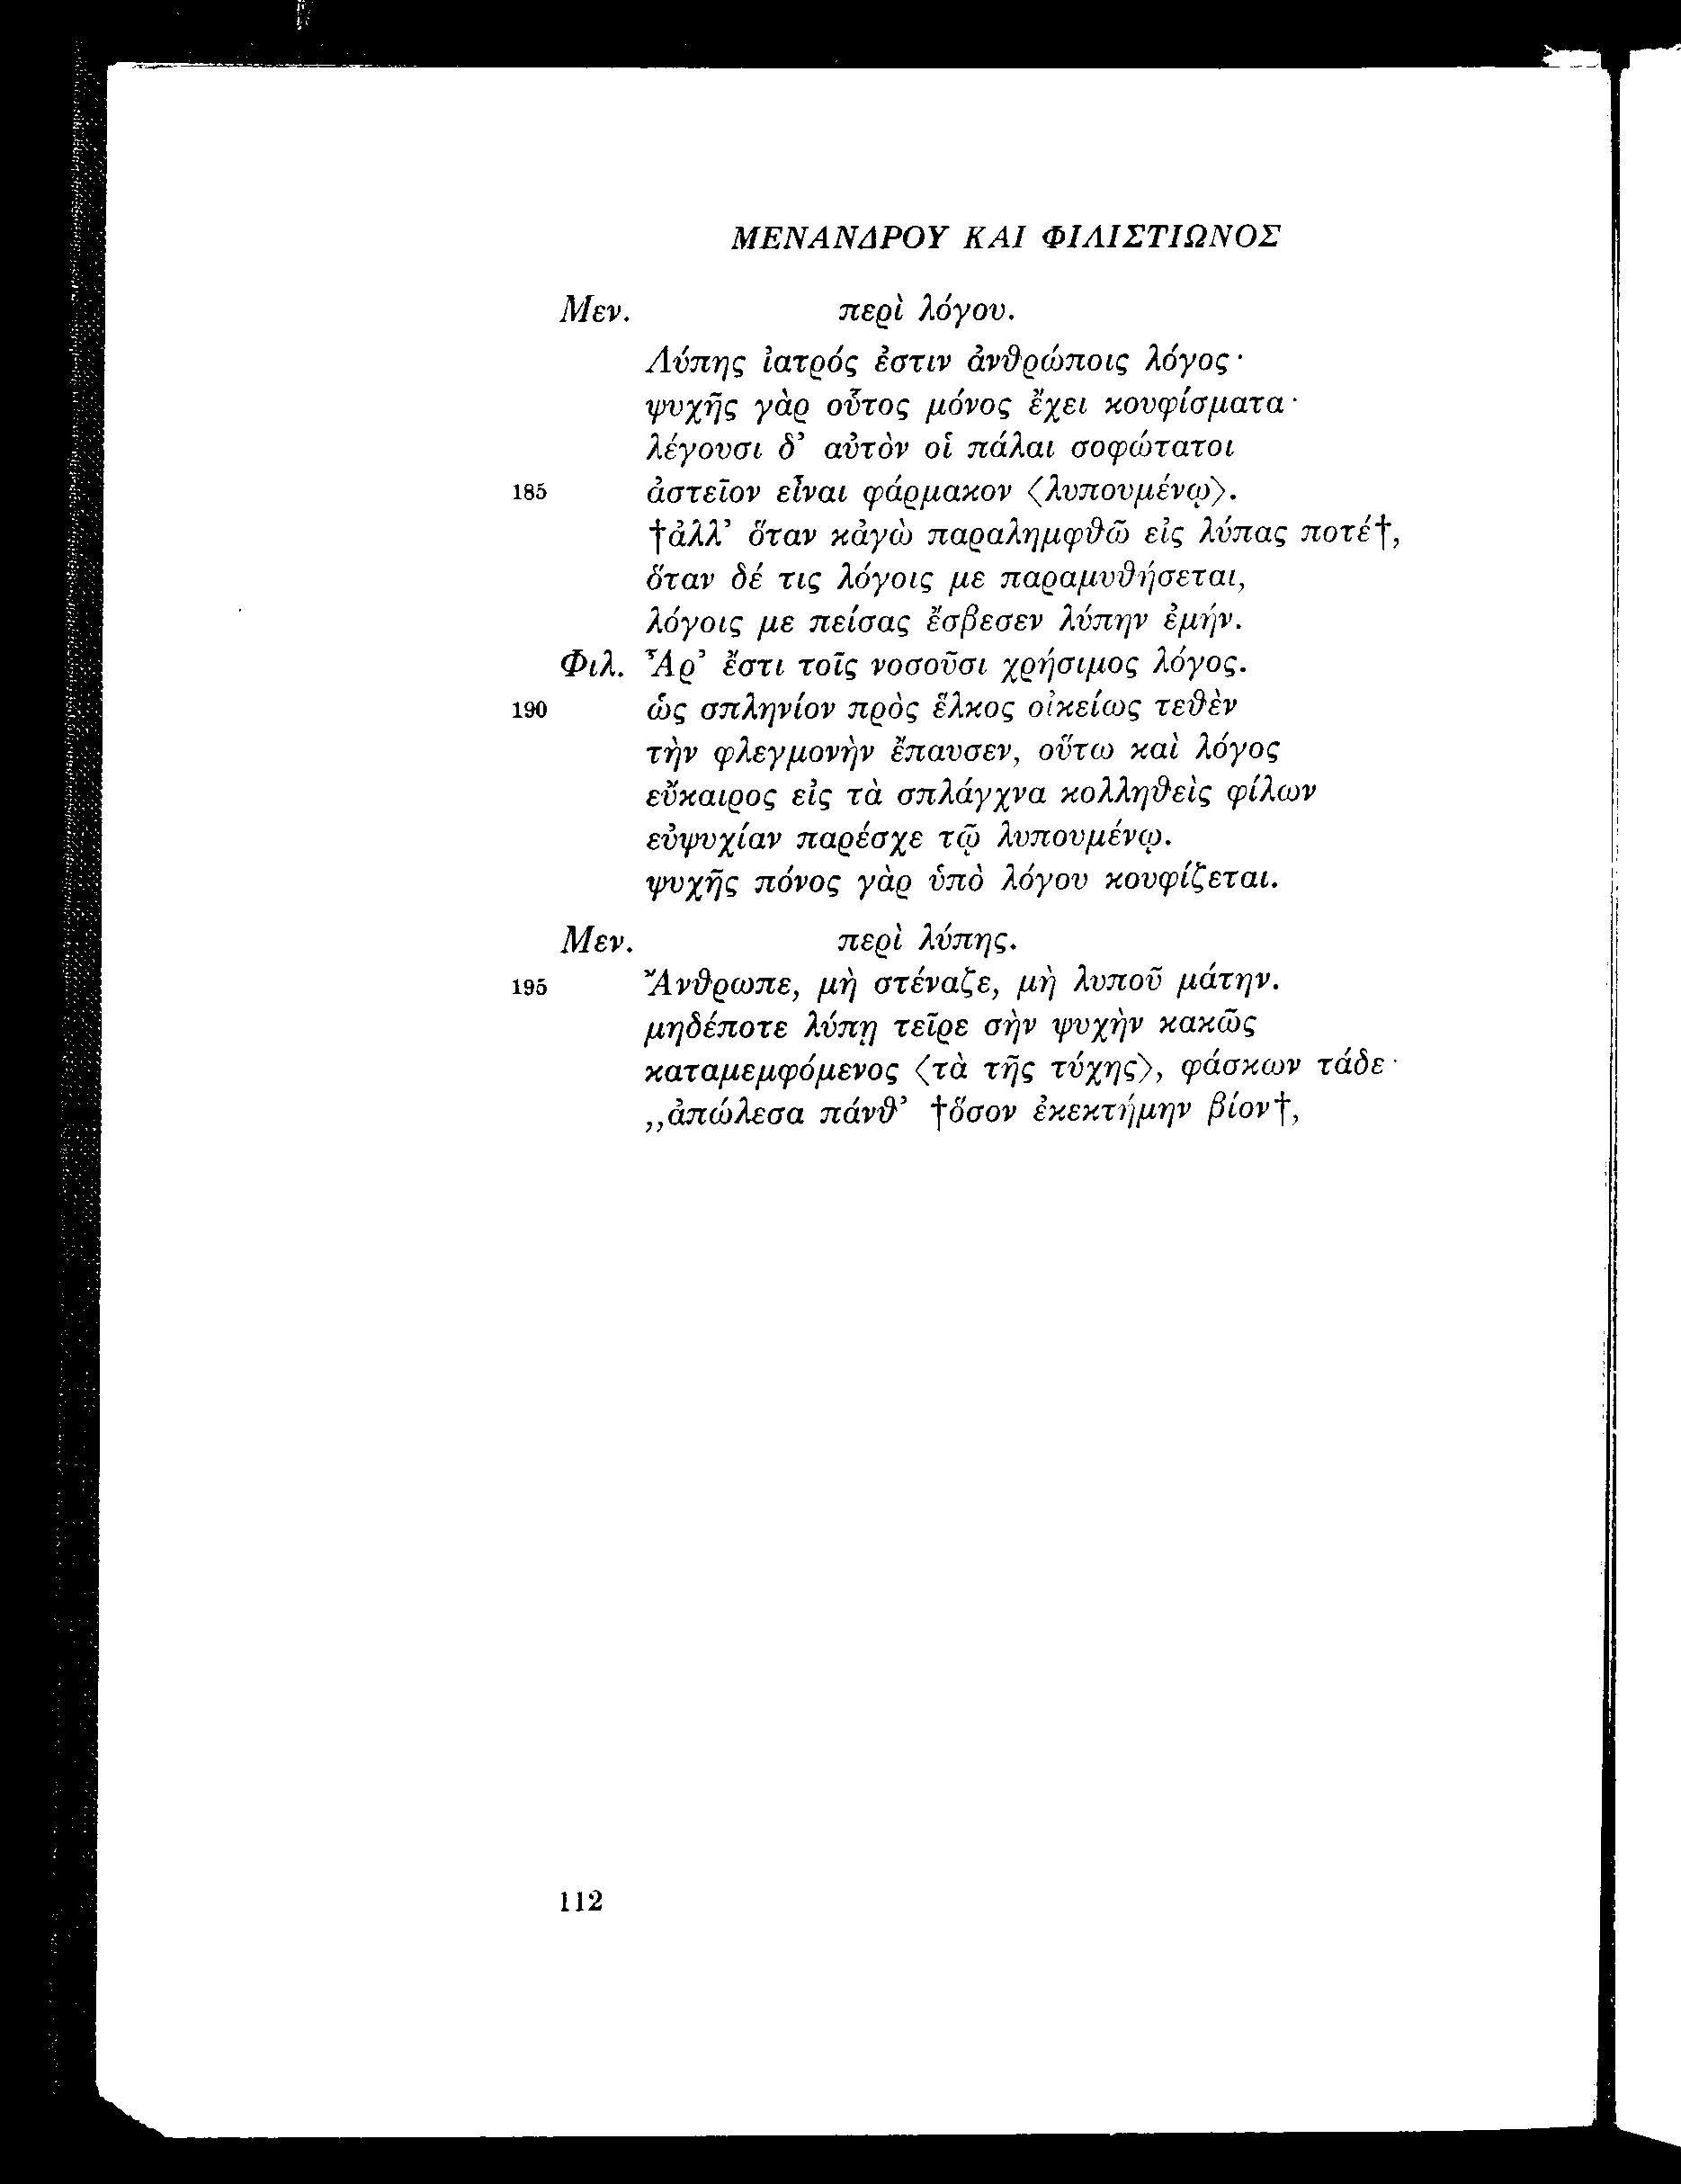 ΜΕΝΑΝΔΡΟΥ ΚΑΙ ΦΙΛΙΣΤΙΩΝΟΣ
Μεν. περὶ λόγου.
Λύπης ἰατρός ἐστιν ἀνθρώποις λόγος·
ψυχῆς γὰρ οὗτος μόνος ἔχει κουφίσματα·
λέγουσι δ’ αὐτὸν οἱ πάλαι σοφώτατοι
185 ἀστεῖον εἶναι φάρμακον ⟨λυπουμένῳ⟩.
†ἀλλ’ ὅταν κἀγὼ παραλημφθῶ εἰς λύπας ποτέ†,
ὅταν δέ τις λόγοις με παραμυθήσεται,
λόγοις με πείσας ἔσβεσεν λύπην ἐμήν.
Φιλ. Ἆρ’ ἔστι τοῖς νοσοῦσι χρήσιμος λόγος.
190 ὡς σπληνίον πρὸς ἕλκος οἰκείως τεθὲν
τὴν φλεγμονὴν ἔπαυσεν, οὕτω καὶ λόγος
εὔκαιρος εἰς τὰ σπλάγχνα κολληθεὶς φίλων
εὐψυχίαν παρέσχε τῷ λυπουμένῳ.
ψυχῆς πόνος γὰρ ὑπὸ λόγου κουφίζεται.
Μεν. περὶ λύπης.
195 Ἄνθρωπε, μὴ στέναζε, μὴ λυποῦ μάτην.
μηδέποτε λύπῃ τεῖρε σὴν ψυχὴν κακῶς
καταμεμφόμενος ⟨τὰ τῆς τύχης⟩, φάσκων τάδε·
„ἀπώλεσα πάνθ’ †ὅσον ἐκεκτήμην βίον†,
112